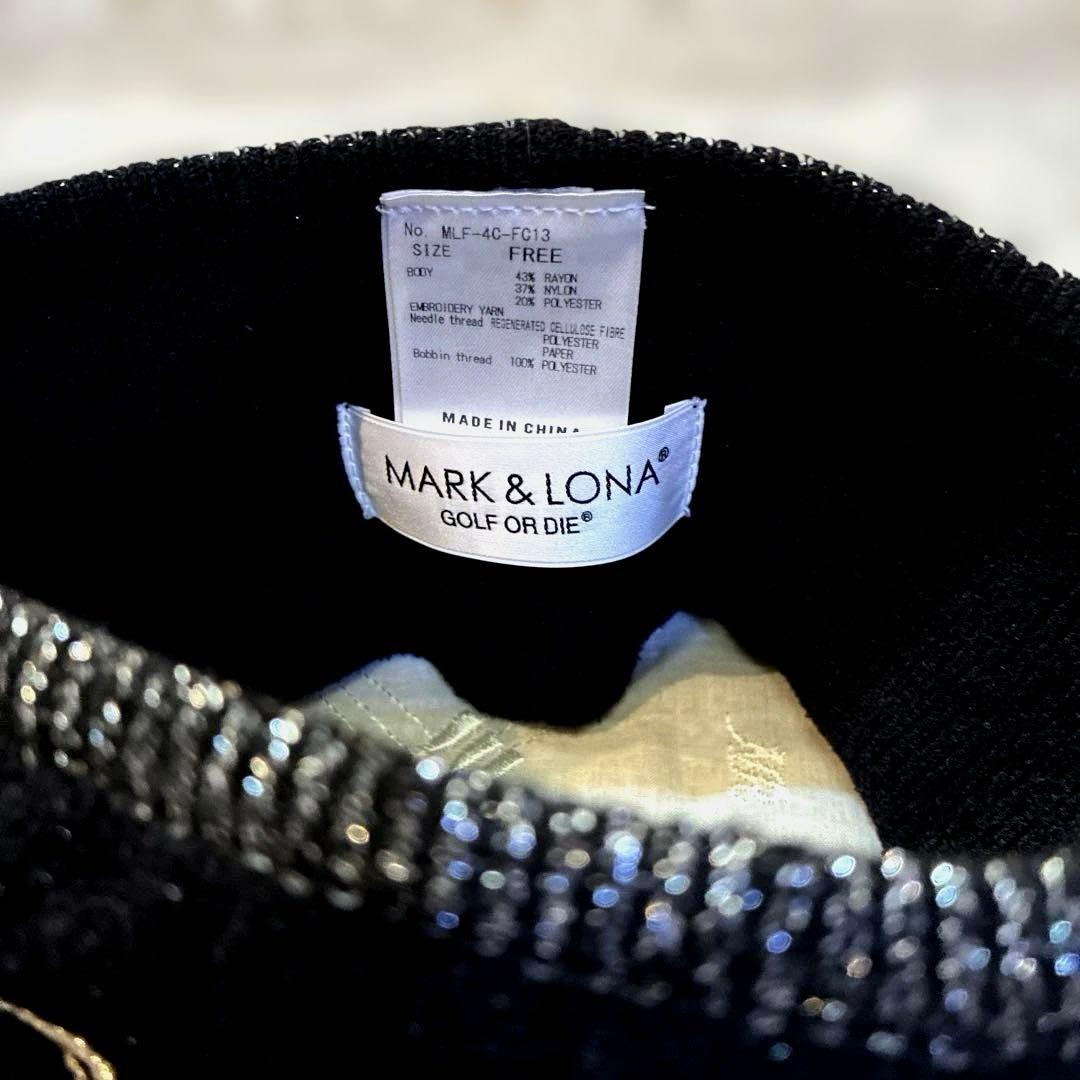 No. MLF-4C-FC13
SIZE FREE
BODY 43% RAYON
37% NYLON
20% POLYESTER
EMBROIDERY YARN
Needle thread REGENERATED CELLULOSE FIBRE
POLYESTER
PAPER
Bobbin thread 100% POLYESTER
MADE IN CHINA
MARK & LONA®
GOLF OR DIE®